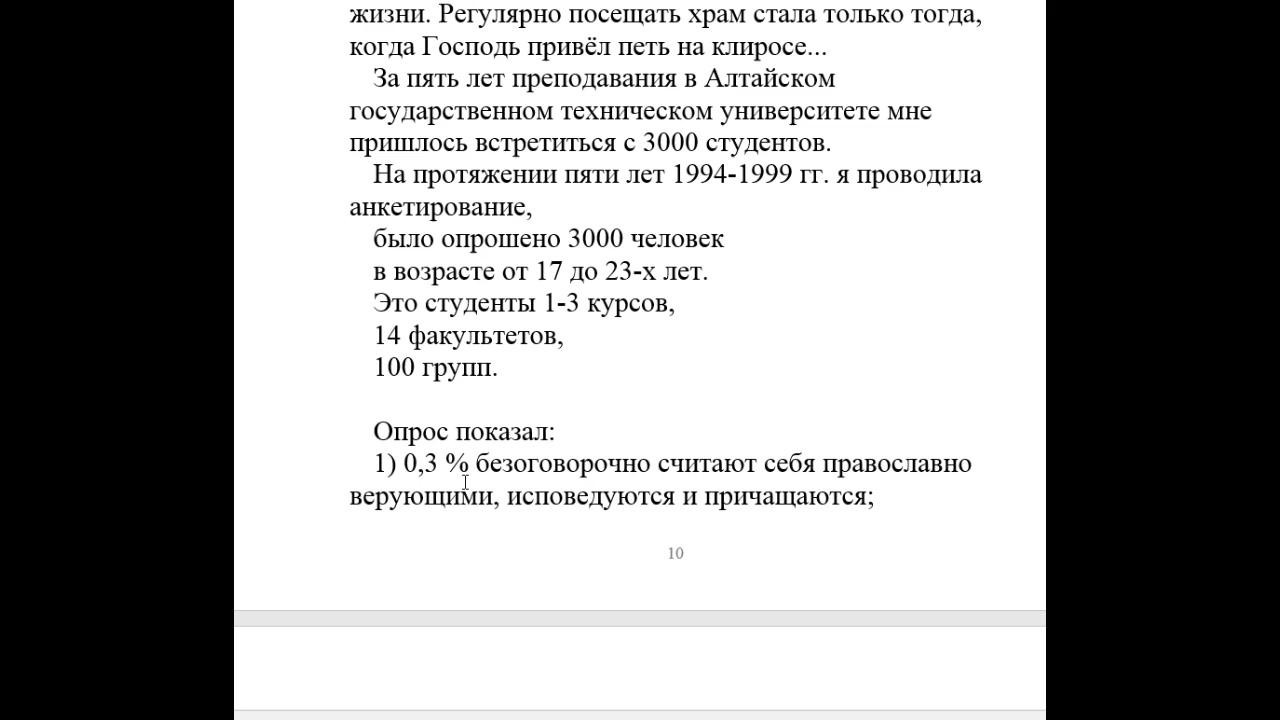 жизни. Регулярно посещать храм стала только тогда,
когда Господь привёл петь на клиросе...
За пять лет преподавания в Алтайском
государственном техническом университете мне
пришлось встретиться с 3000 студентов.
На протяжении пяти лет 1994-1999 гг. я проводила
анкетирование,
было опрошено 3000 человек
в возрасте от 17 до 23-х лет.
Это студенты 1-3 курсов,
14 факультетов,
100 групп.
Опрос показал:
1) 0,3 % безоговорочно считают себя православно
верующими, исповедуются и причащаются;
10